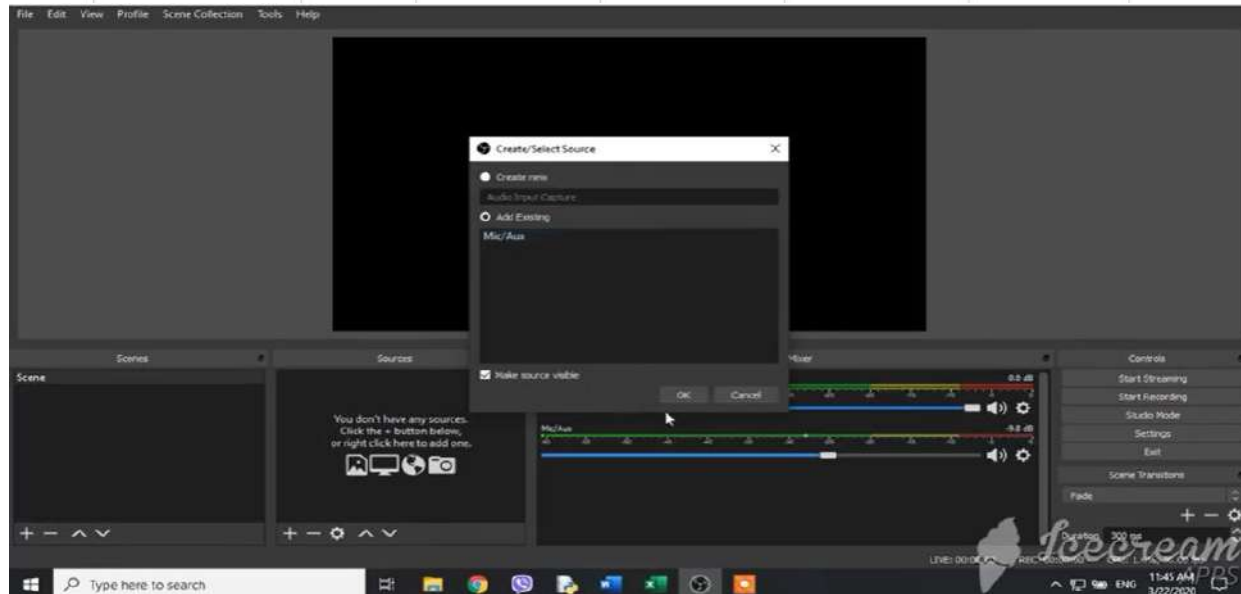 File Edit View Profile Scene Collection Tools Help
Create/Select Source
Create new
Audio Input Capture
Add Existing
Mic/Aux
Make source visible
OK Cancel
Scenes
Sources
Mixer
Controls
Scene
You don't have any sources.
Click the + button below,
or right click here to add one.
0.0 dB
Mic/Aux
Start Streaming
Start Recording
Studio Mode
Settings
Exit
Scene Transitions
Fade
Duration 300 ms
Icecream
APPS
Type here to search
ENG
11:45 AM
3/22/2020